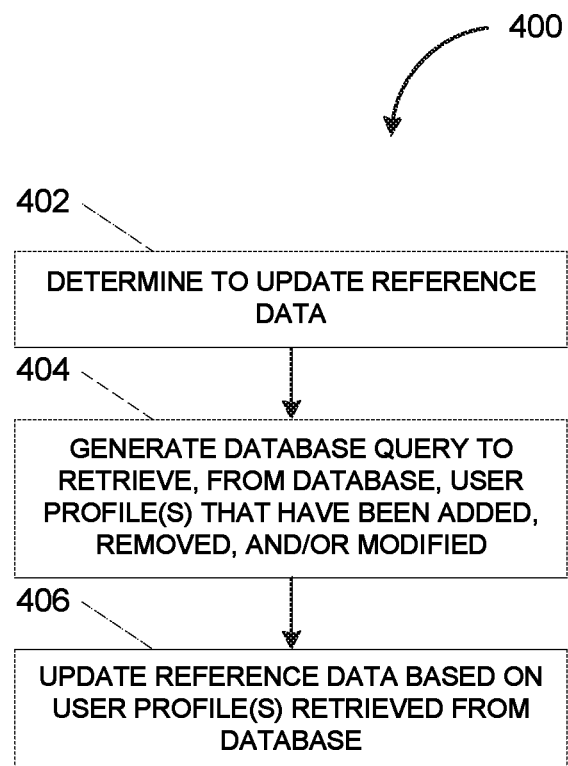 400
402
DETERMINE TO UPDATE REFERENCE
DATA
404
GENERATE DATABASE QUERY TO
RETRIEVE, FROM DATABASE, USER
PROFILE(S) THAT HAVE BEEN ADDED,
REMOVED, AND/OR MODIFIED
406
UPDATE REFERENCE DATA BASED ON
USER PROFILE(S) RETRIEVED FROM
DATABASE